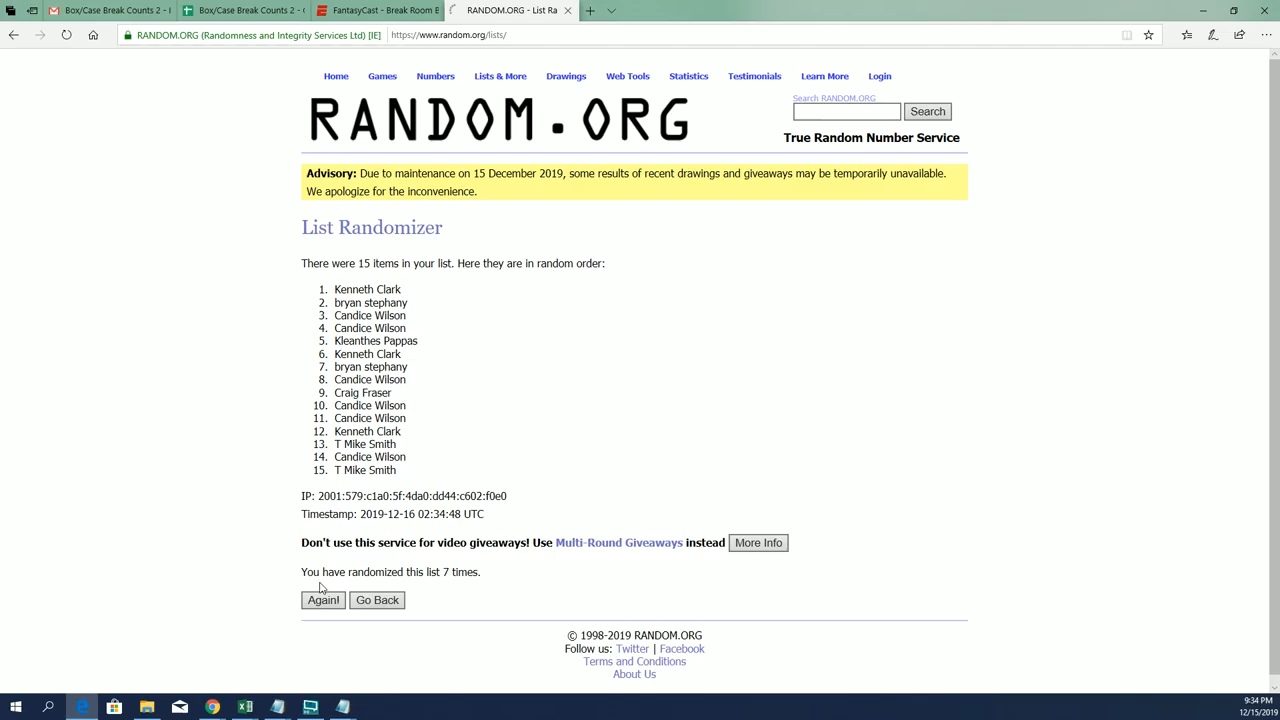 Box/Case Break Counts 2 - I
Box/Case Break Counts 2 - (
FantasyCatd - Break Room B
RANDOM.ORG - List Ra
RANDOM.ORG (Randomness and Integrity Services Ltd) [IE]
https://www.random.org/lists/
Home Games Numbers Lists & More Drawings Web Tools Statistics Testimonials Learn More Login
RANDOM.ORG
Search RANDOM.ORG
Search
True Random Number Service
Advisory: Due to maintenance on 15 December 2019, some results of recent drawings and giveaways may be temporarily unavailable.
We apologize for the inconvenience.
List Randomizer
There were 15 items in your list. Here they are in random order:
1. Kenneth Clark
2. bryan stephany
3. Candice Wilson
4. Candice Wilson
5. Kleanthes Pappas
6. Kenneth Clark
7. bryan stephany
8. Candice Wilson
9. Craig Fraser
10. Candice Wilson
11. Candice Wilson
12. Kenneth Clark
13. T Mike Smith
14. Candice Wilson
15. T Mike Smith
IP: 2001:579:c1a0:5f:4da0:dd44:c602:f0e0
Timestamp: 2019-12-16 02:34:48 UTC
Don't use this service for video giveaways! Use Multi-Round Giveaways instead More Info
You have randomized this list 7 times.
Again! Go Back
© 1998-2019 RANDOM.ORG
Follow us: Twitter | Facebook
Terms and Conditions
About Us
9:34 PM
12/15/2019